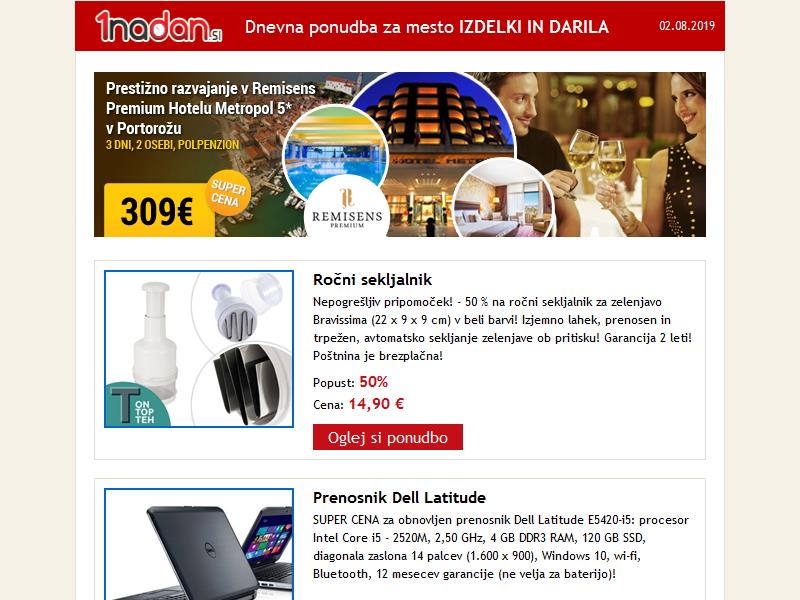 1nadan.si
Dnevna ponudba za mesto IZDELKI IN DARILA
02.08.2019
Prestižno razvajanje v Remisens
Premium Hotelu Metropol 5*
v Portorožu
3 DNI, 2 OSEBI, POLPENZION
SUPER
CENA
309€
HOTEL METR
R
REMISENS
PREMIUM
Ročni sekljalnik
Nepogrešljiv pripomoček! - 50 % na ročni sekljalnik za zelenjavo
Bravissima (22 x 9 x 9 cm) v beli barvi! Izjemno lahek, prenosen in
trpežen, avtomatsko sekljanje zelenjave ob pritisku! Garancija 2 leti!
Poštnina je brezplačna!
Popust: 50%
Cena: 14,90 €
Oglej si ponudbo
T ON
TOP
TEH
Prenosnik Dell Latitude
SUPER CENA za obnovljen prenosnik Dell Latitude E5420-i5: procesor
Intel Core i5 - 2520M, 2,50 GHz, 4 GB DDR3 RAM, 120 GB SSD,
diagonala zaslona 14 palcev (1.600 x 900), Windows 10, wi-fi,
Bluetooth, 12 mesecev garancije (ne velja za baterijo)!